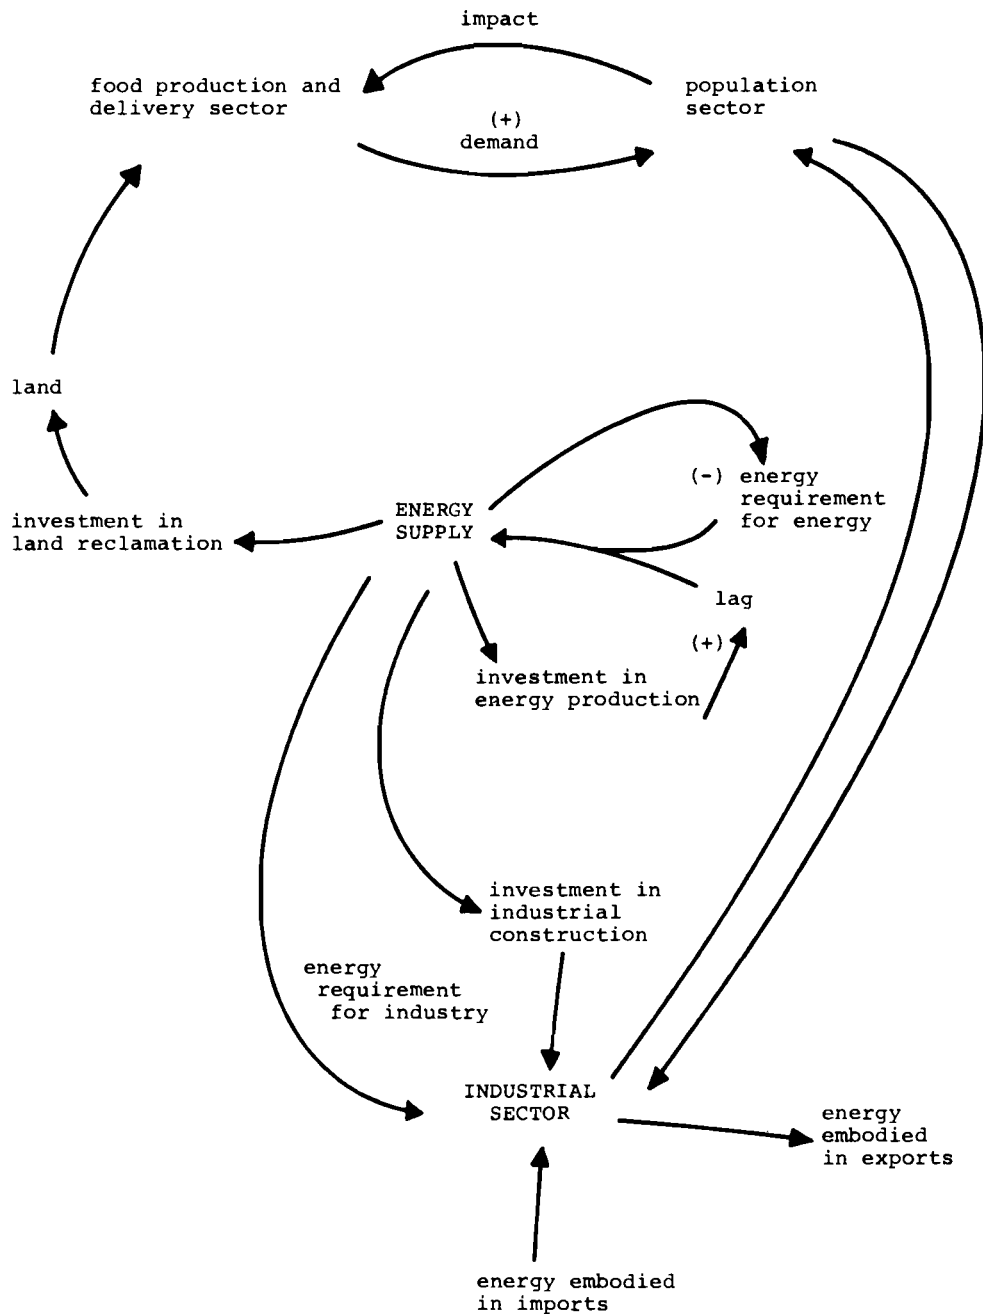 impact
food production and
delivery sector
population
sector
(+)
demand
land
(-) energy
requirement
for energy
ENERGY
SUPPLY
investment in
land reclamation
lag
(+)
investment in
energy production
investment in
industrial
construction
energy
requirement
for industry
INDUSTRIAL
SECTOR
energy
embodied
in exports
energy embodied
in imports